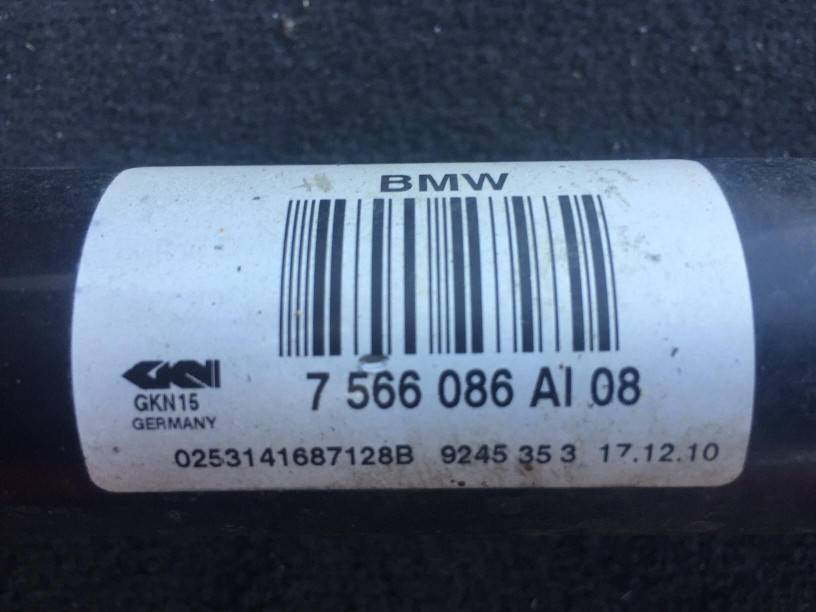 BMW
GKN
7 566 086 AI 08
GKN15
GERMANY
0253141687128B 9245 35 3 17.12.10